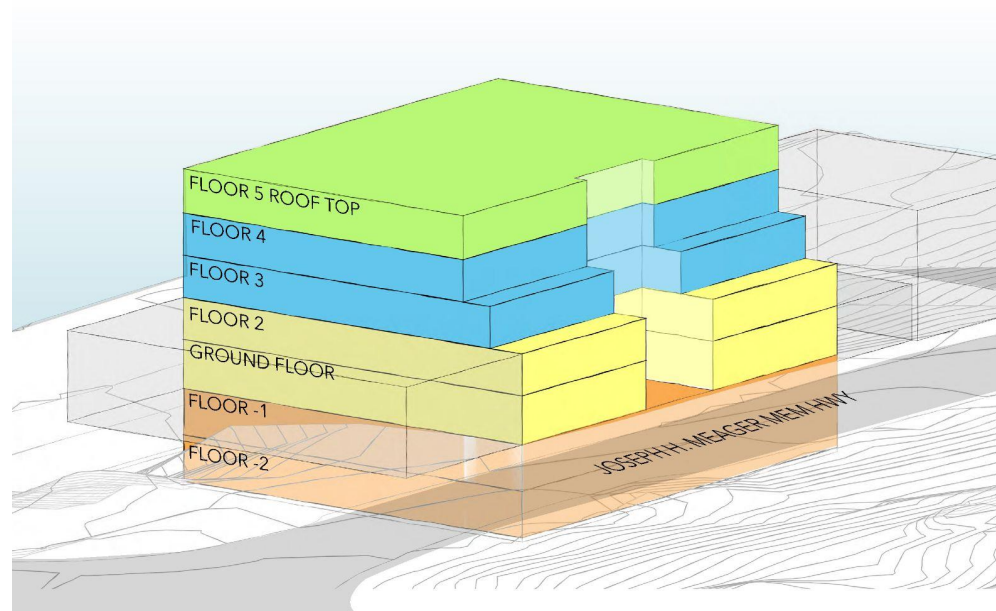 FLOOR 5 ROOF TOP
FLOOR 4
FLOOR 3
FLOOR 2
GROUND FLOOR
FLOOR -1
FLOOR -2
JOSEPH H. MEAGER MEM HWY